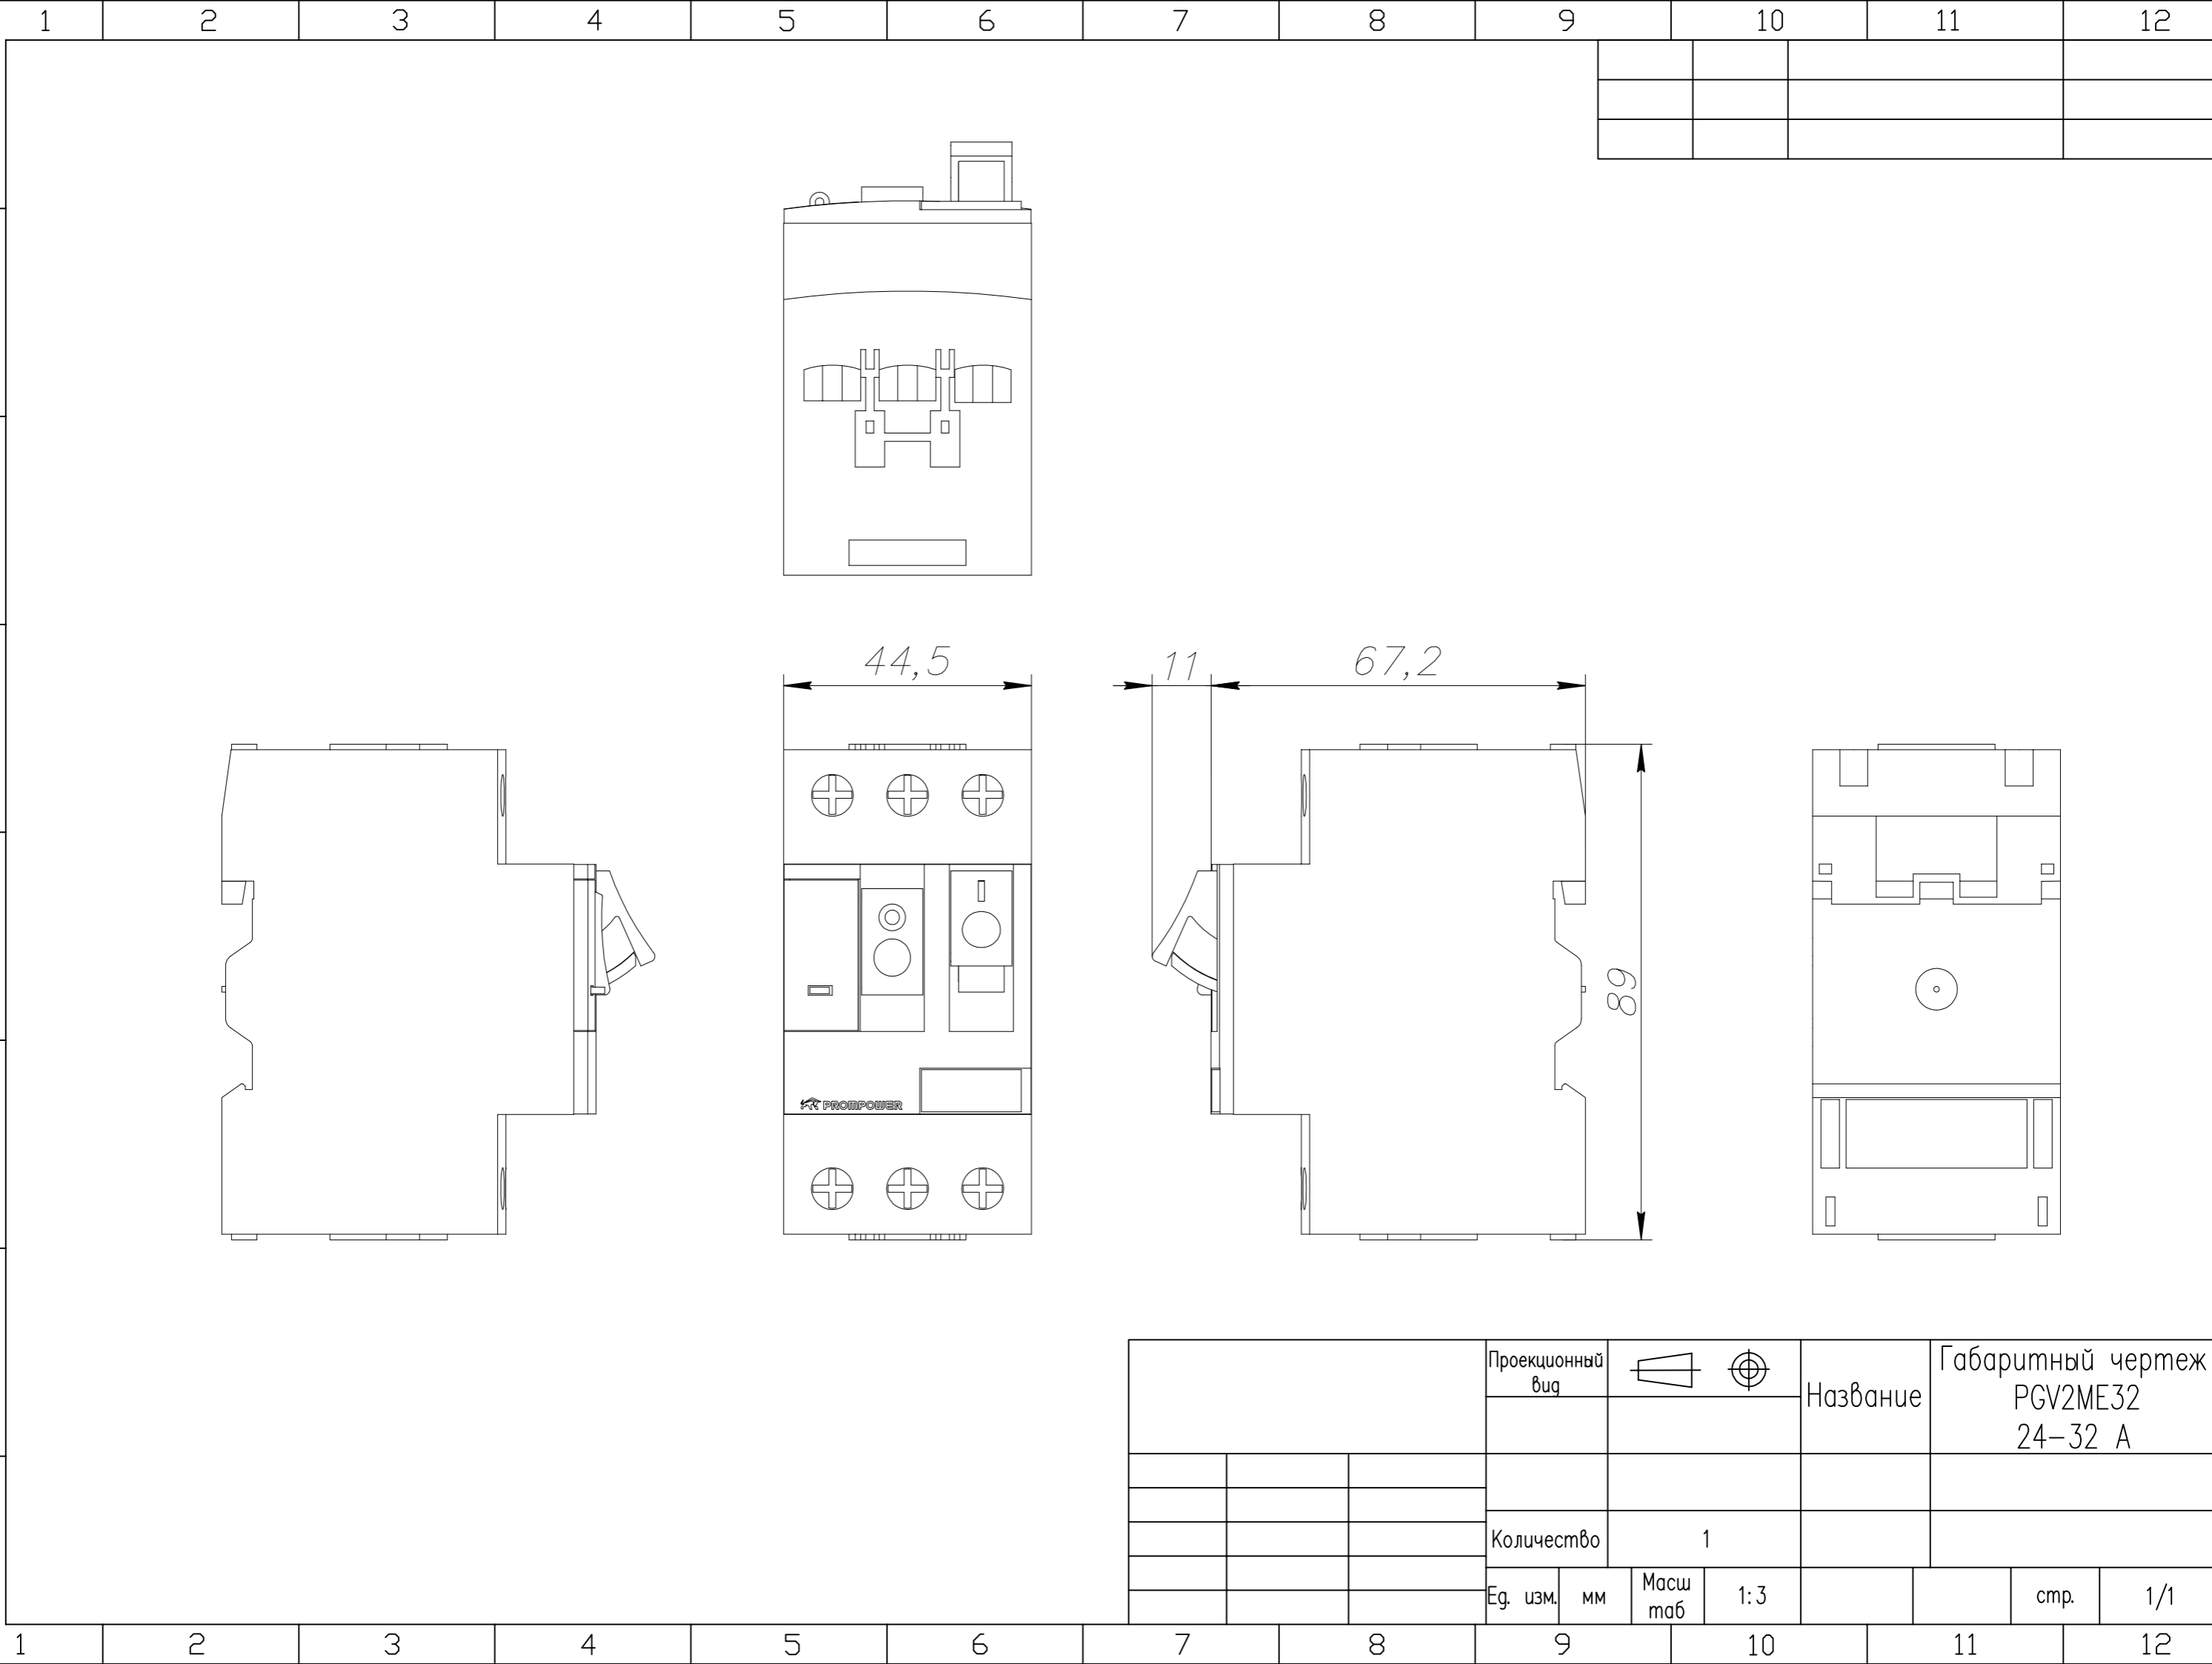 1 2 3 4 5 6 7 8 9 10 11 12
44,5
11
67,2
89
PROMPOWER
Проекционный
вид
Название
Габаритный чертеж
PGV2ME32
24-32 А
Количество
1
Ед. изм.
мм
Масш
таб
1:3
стр.
1/1
1 2 3 4 5 6 7 8 9 10 11 12